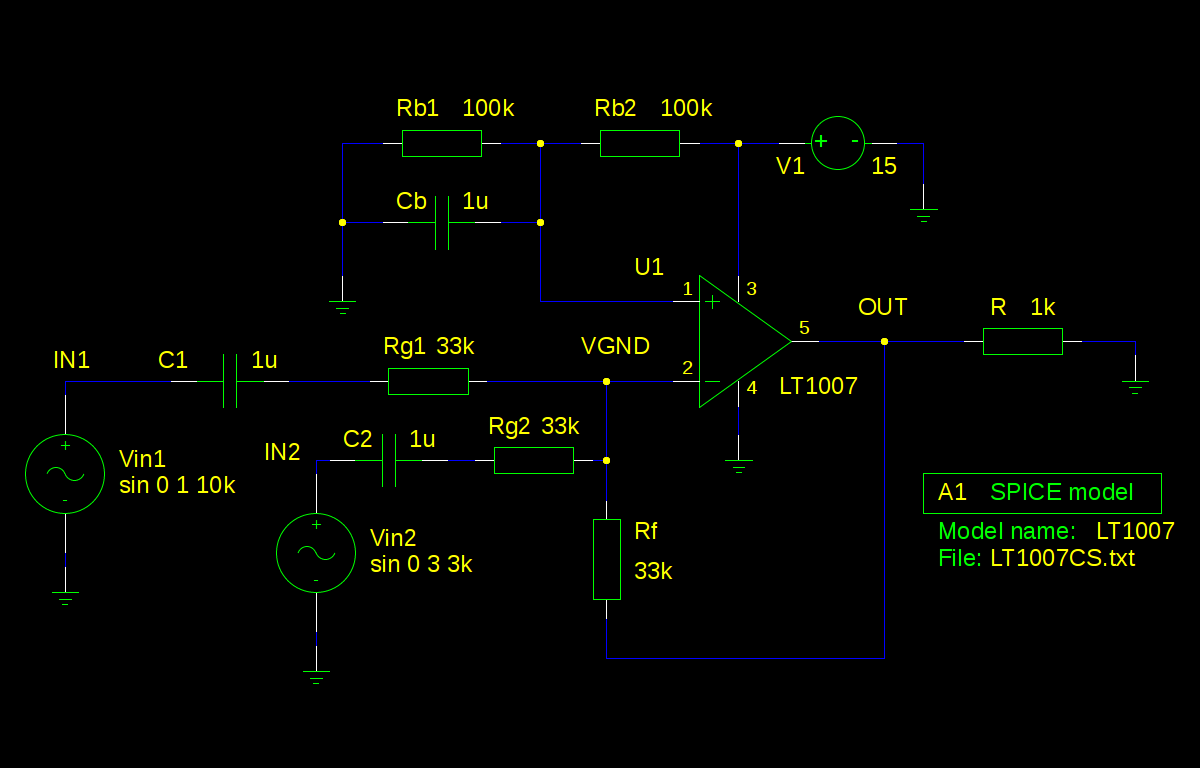 Rb1 100k
Rb2 100k
+ -
V1 15
Cb 1u
U1
1
+
3
OUT
R 1k
5
IN1
C1 1u
Rg1 33k
VGND
2
-
4
LT1007
Rg2 33k
IN2
C2 1u
+
-
Vin1
sin 0 1 10k
A1 SPICE model
Model name: LT1007
File: LT1007CS.txt
+
-
Vin2
sin 0 3 3k
Rf
33k